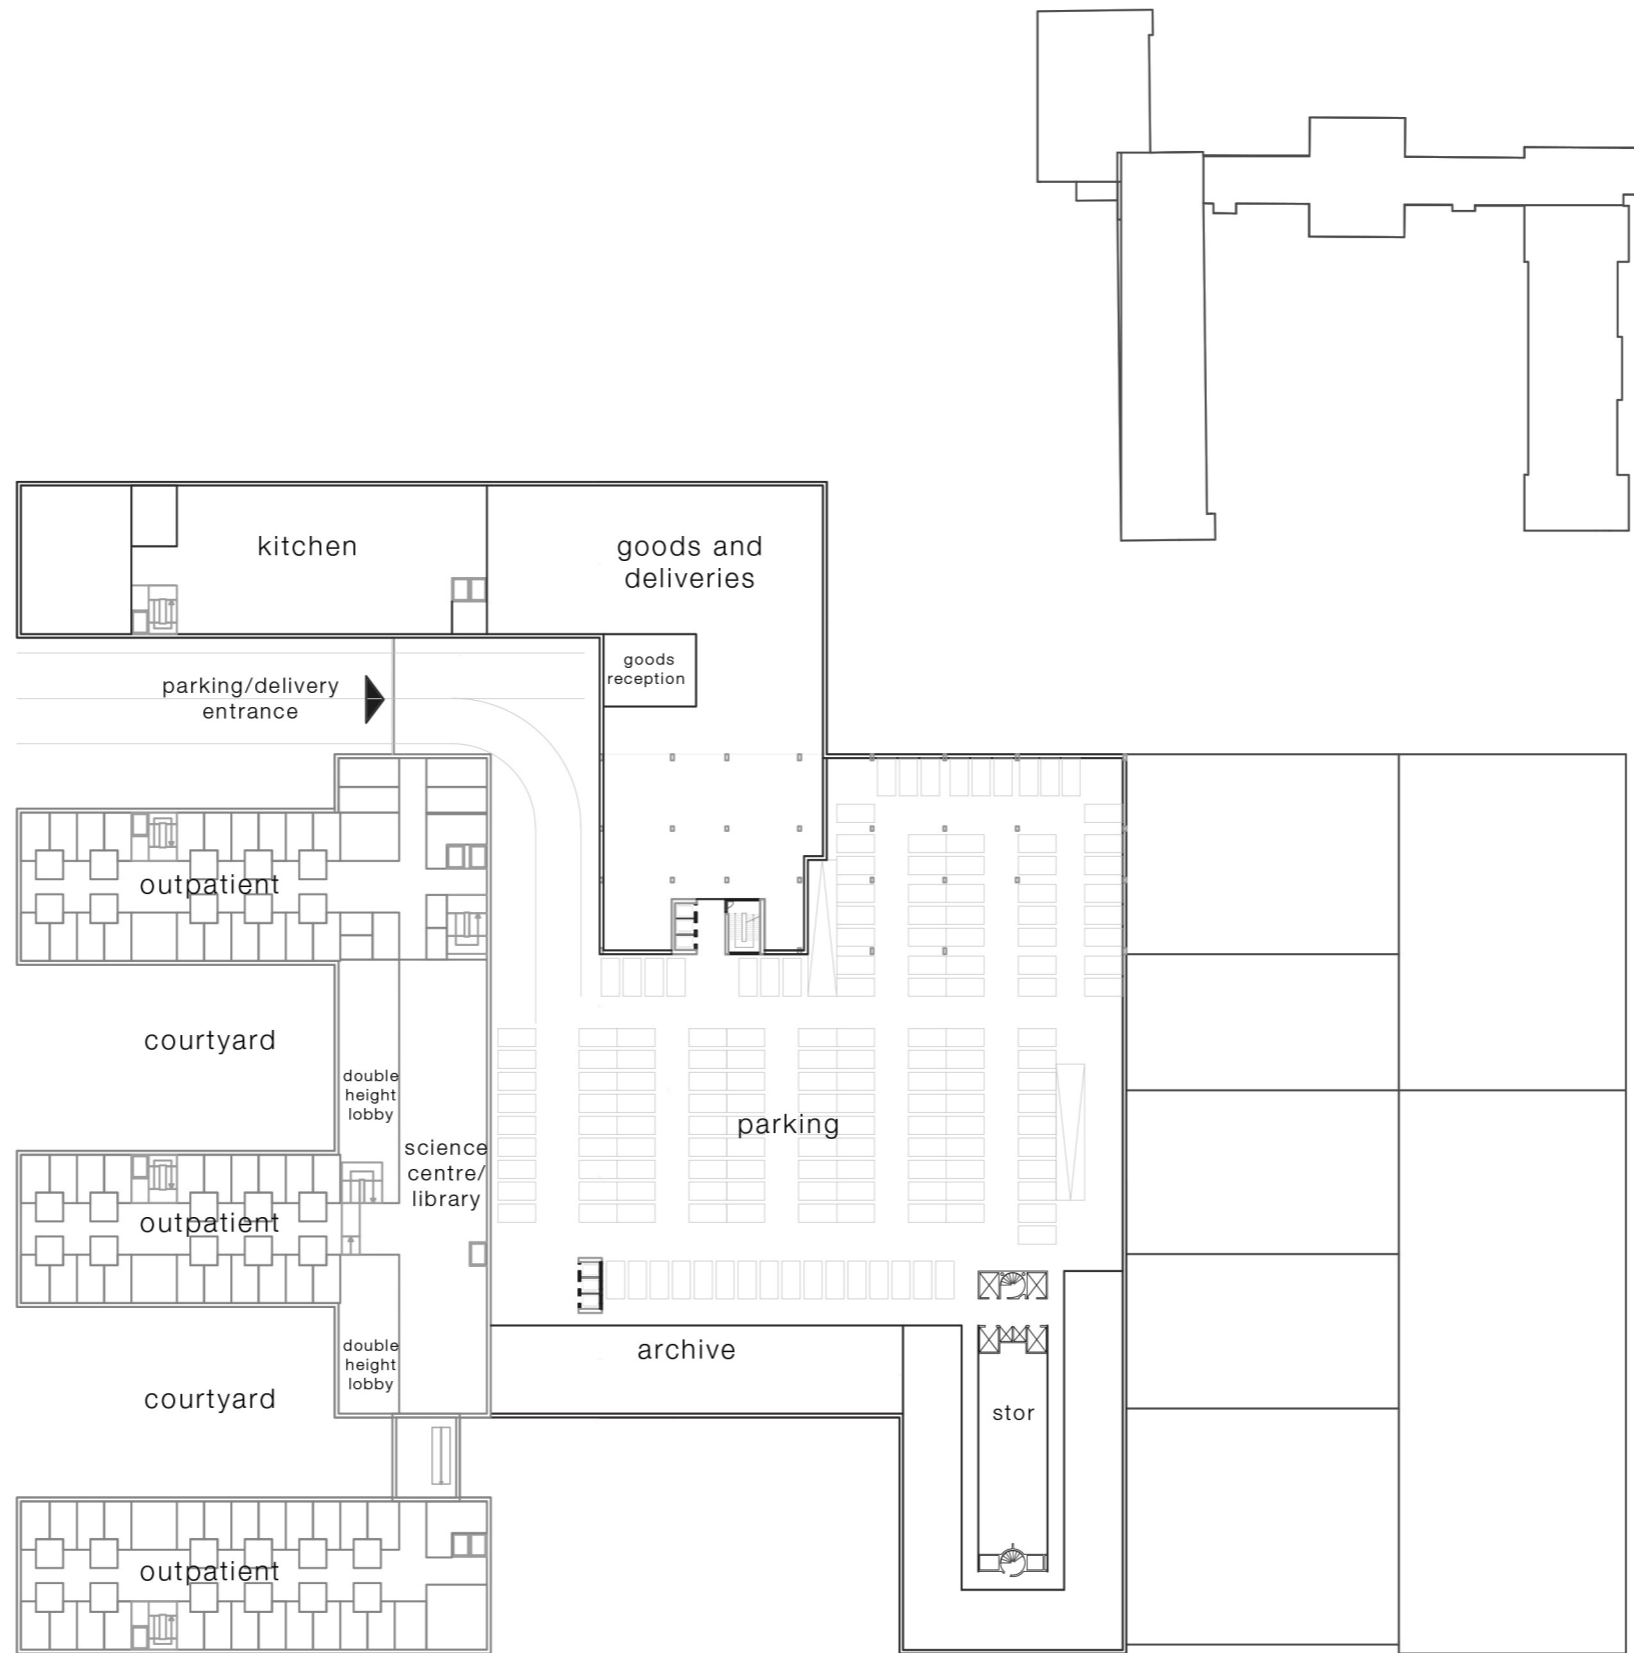 kitchen
goods and
deliveries
goods
reception
parking/delivery
entrance
outpatient
courtyard
double
height
lobby
science
centre/
library
parking
outpatient
double
height
lobby
archive
courtyard
stor
outpatient